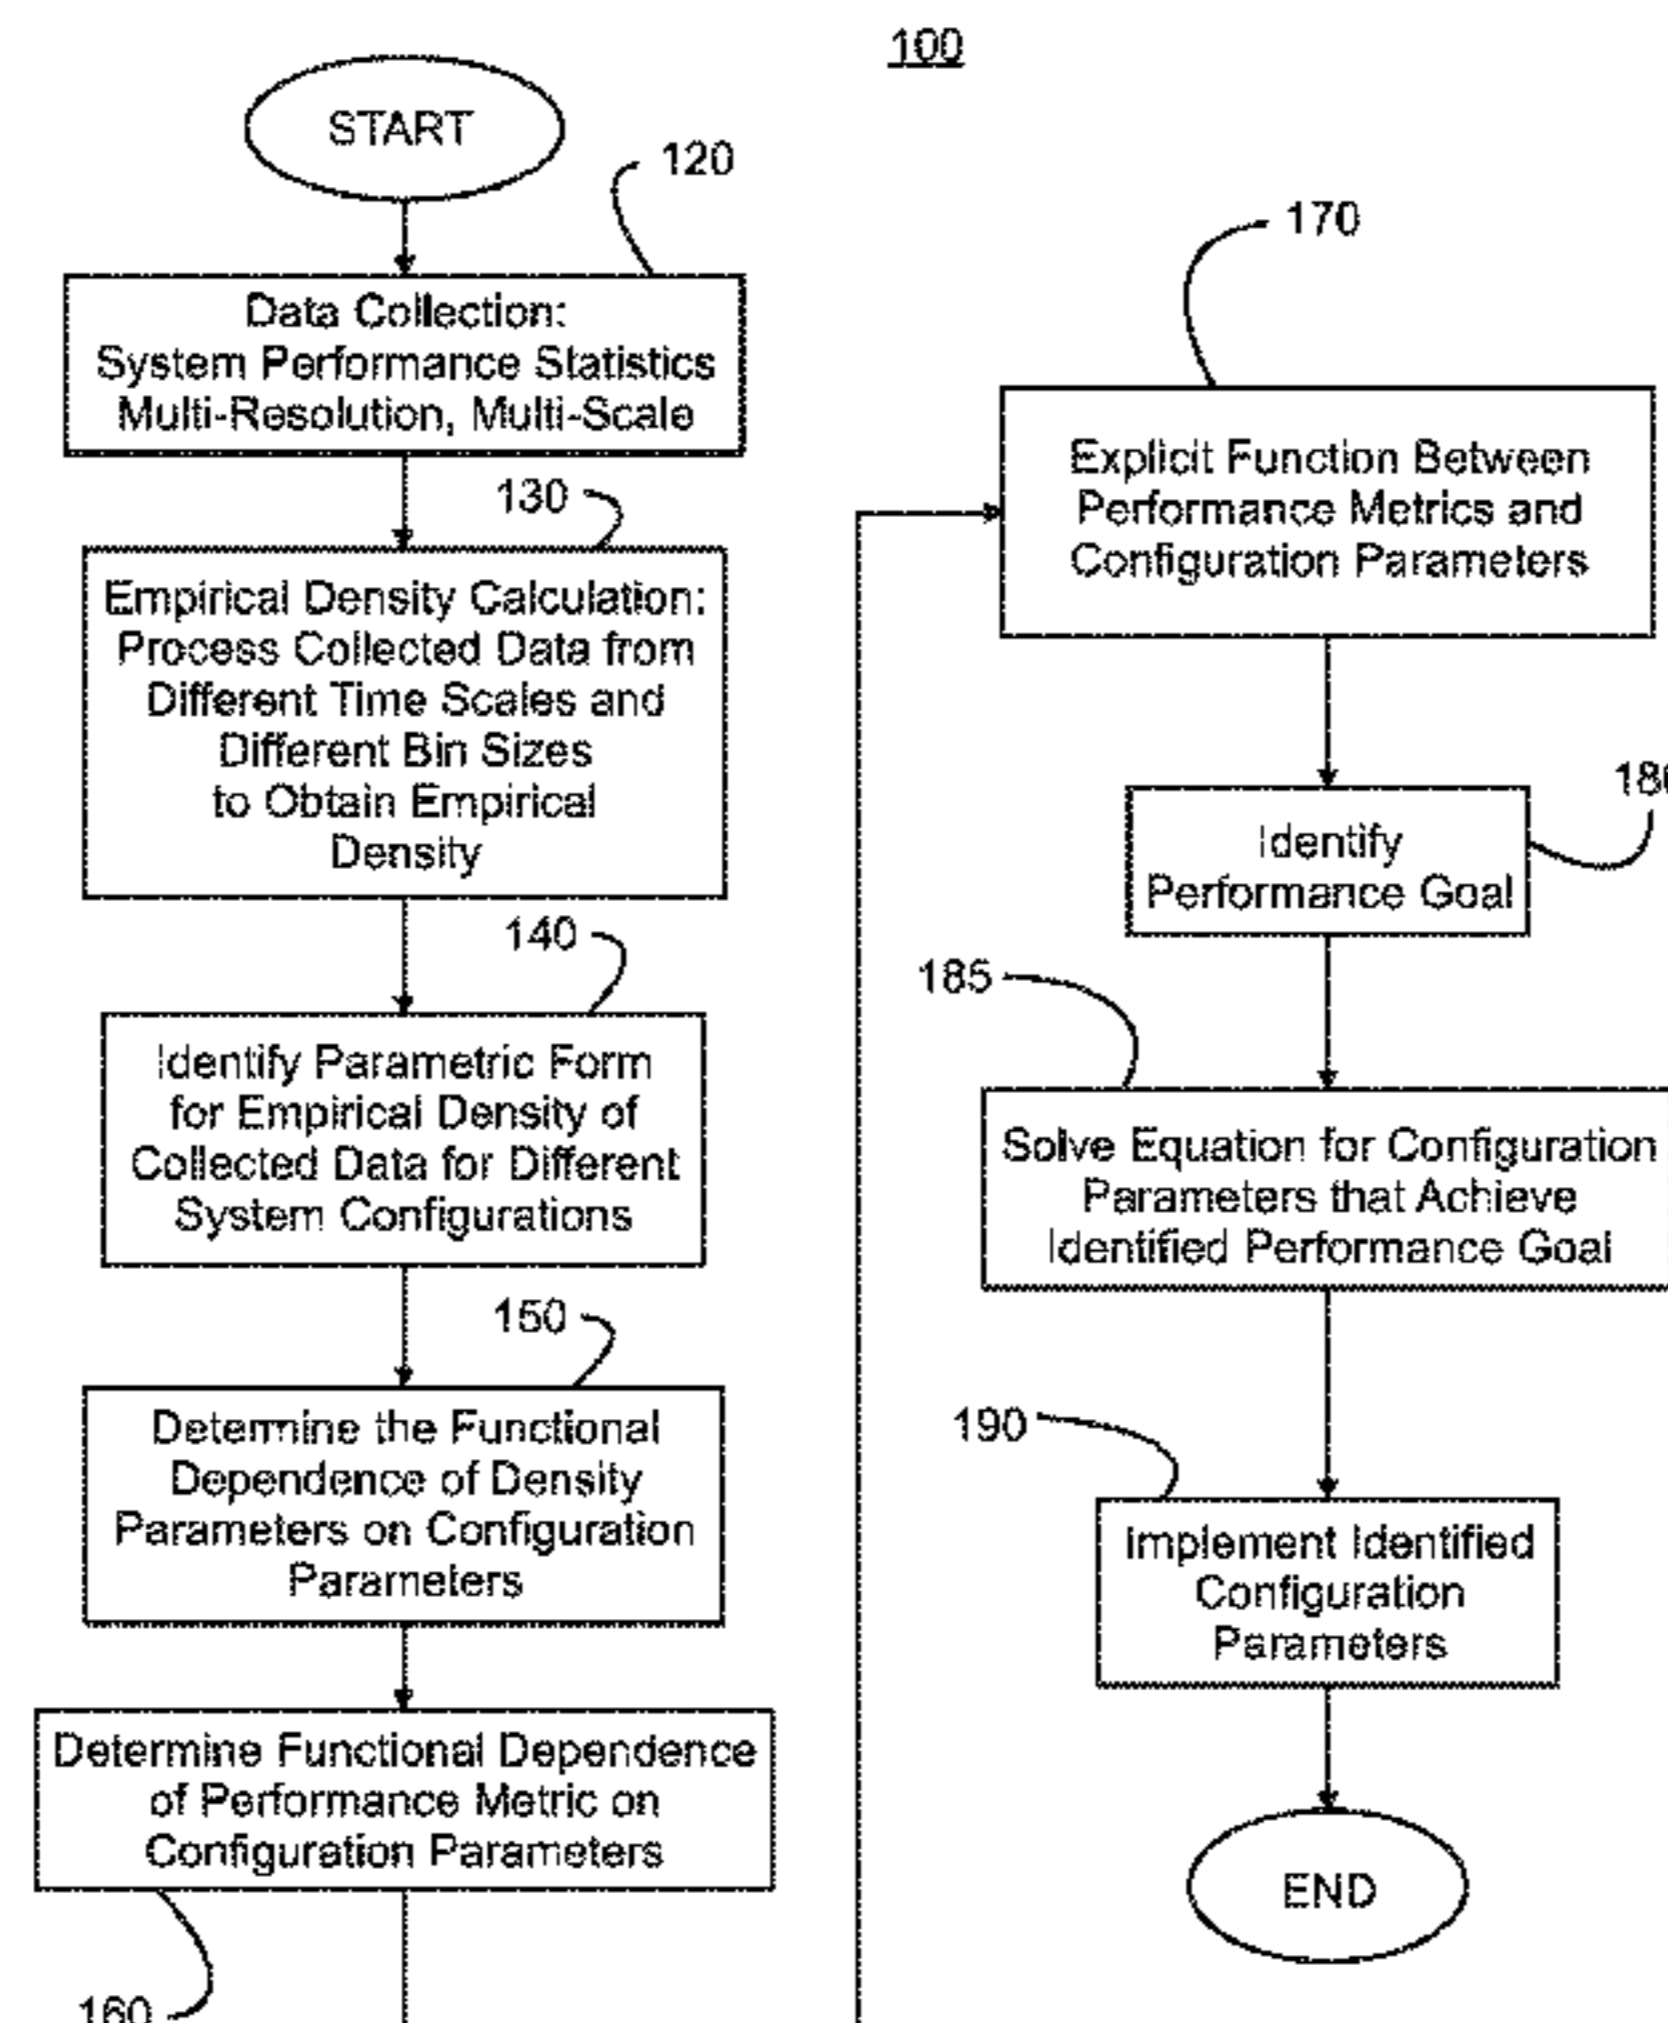 100
START
120
Data Collection:
System Performance Statistics
Multi-Resolution, Multi-Scale
130
Empirical Density Calculation:
Process Collected Data from
Different Time Scales and
Different Bin Sizes
to Obtain Empirical
Density
140
Identify Parametric Form
for Empirical Density of
Collected Data for Different
System Configurations
150
Determine the Functional
Dependence of Density
Parameters on Configuration
Parameters
Determine Functional Dependence
of Performance Metric on
Configuration Parameters
160
170
Explicit Function Between
Performance Metrics and
Configuration Parameters
180
Identify
Performance Goal
185
Solve Equation for Configuration
Parameters that Achieve
Identified Performance Goal
190
Implement Identified
Configuration
Parameters
END